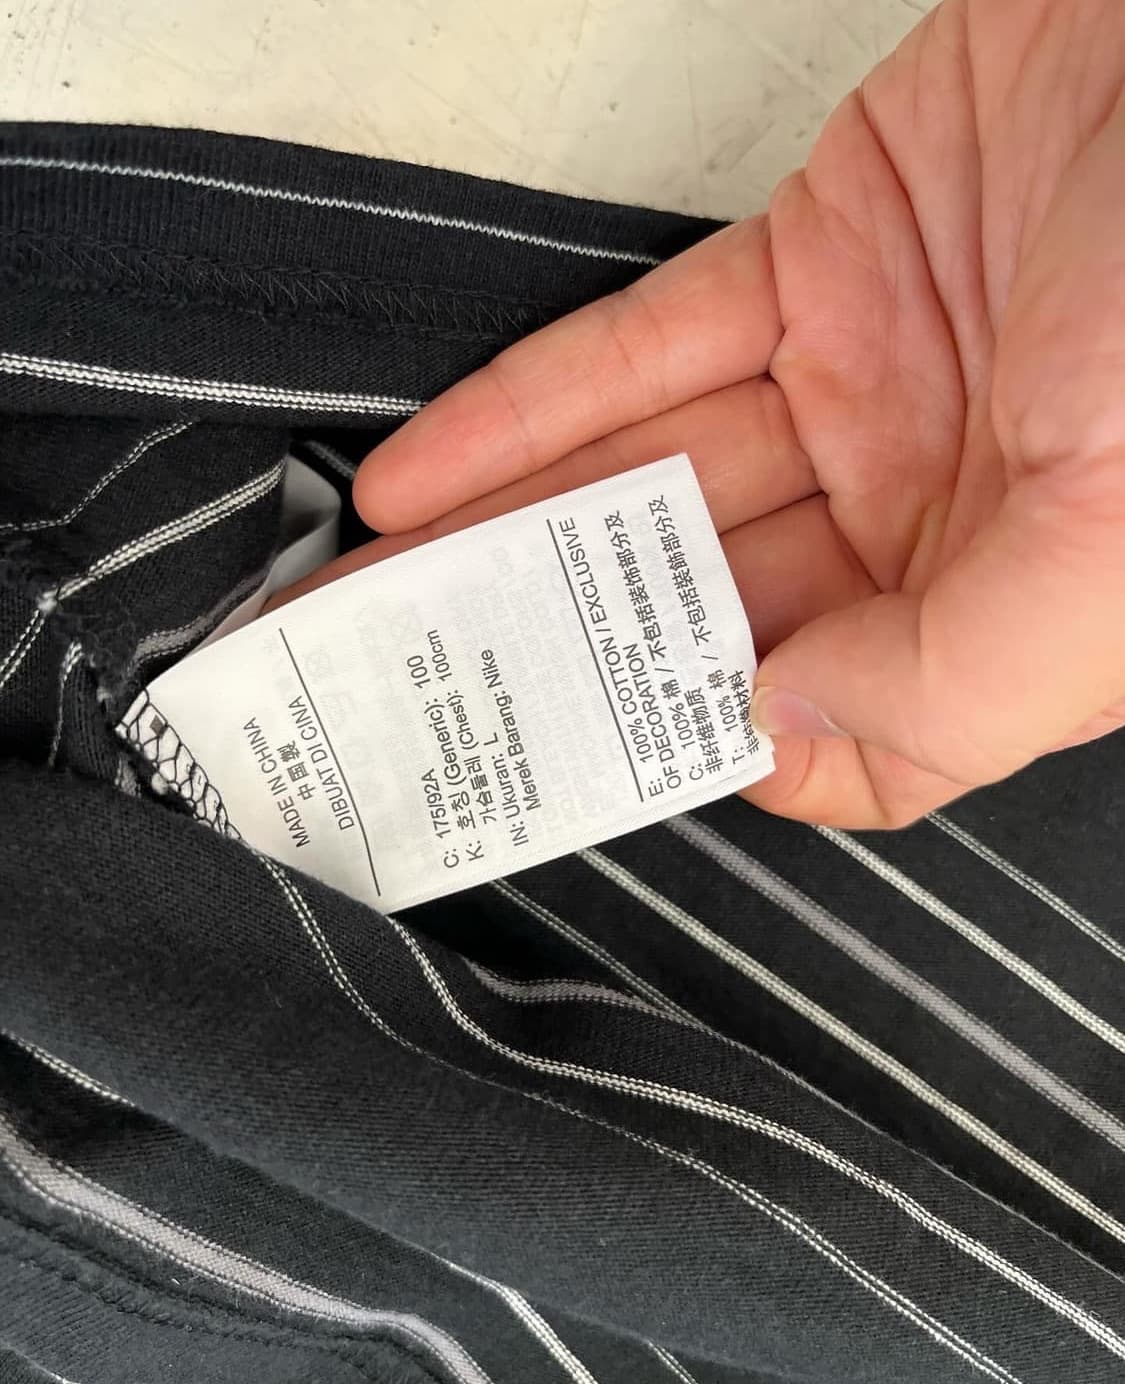 MADE IN CHINA
中国製
DIBUAT DI CINA
C: 175/92A
K: 호칭 (Generic): 100
가슴둘레 (Chest): 100cm
IN: Ukuran: L
Merek Barang: Nike
E: 100% COTTON / EXCLUSIVE
OF DECORATION
C: 100% 棉 / 不包括装饰部分及
非纤维物质
T: 100% 棉 / 不包括裝飾部分及